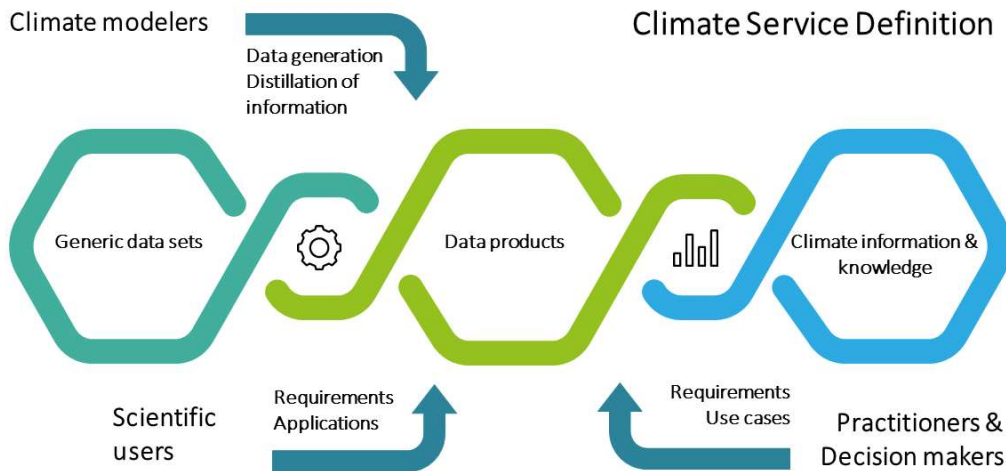 Climate modelers
Climate Service Definition
Data generation
Distillation of
information
Generic data sets
Data products
Climate information &
knowledge
Requirements
Applications
Scientific
users
Requirements
Use cases
Practitioners &
Decision makers